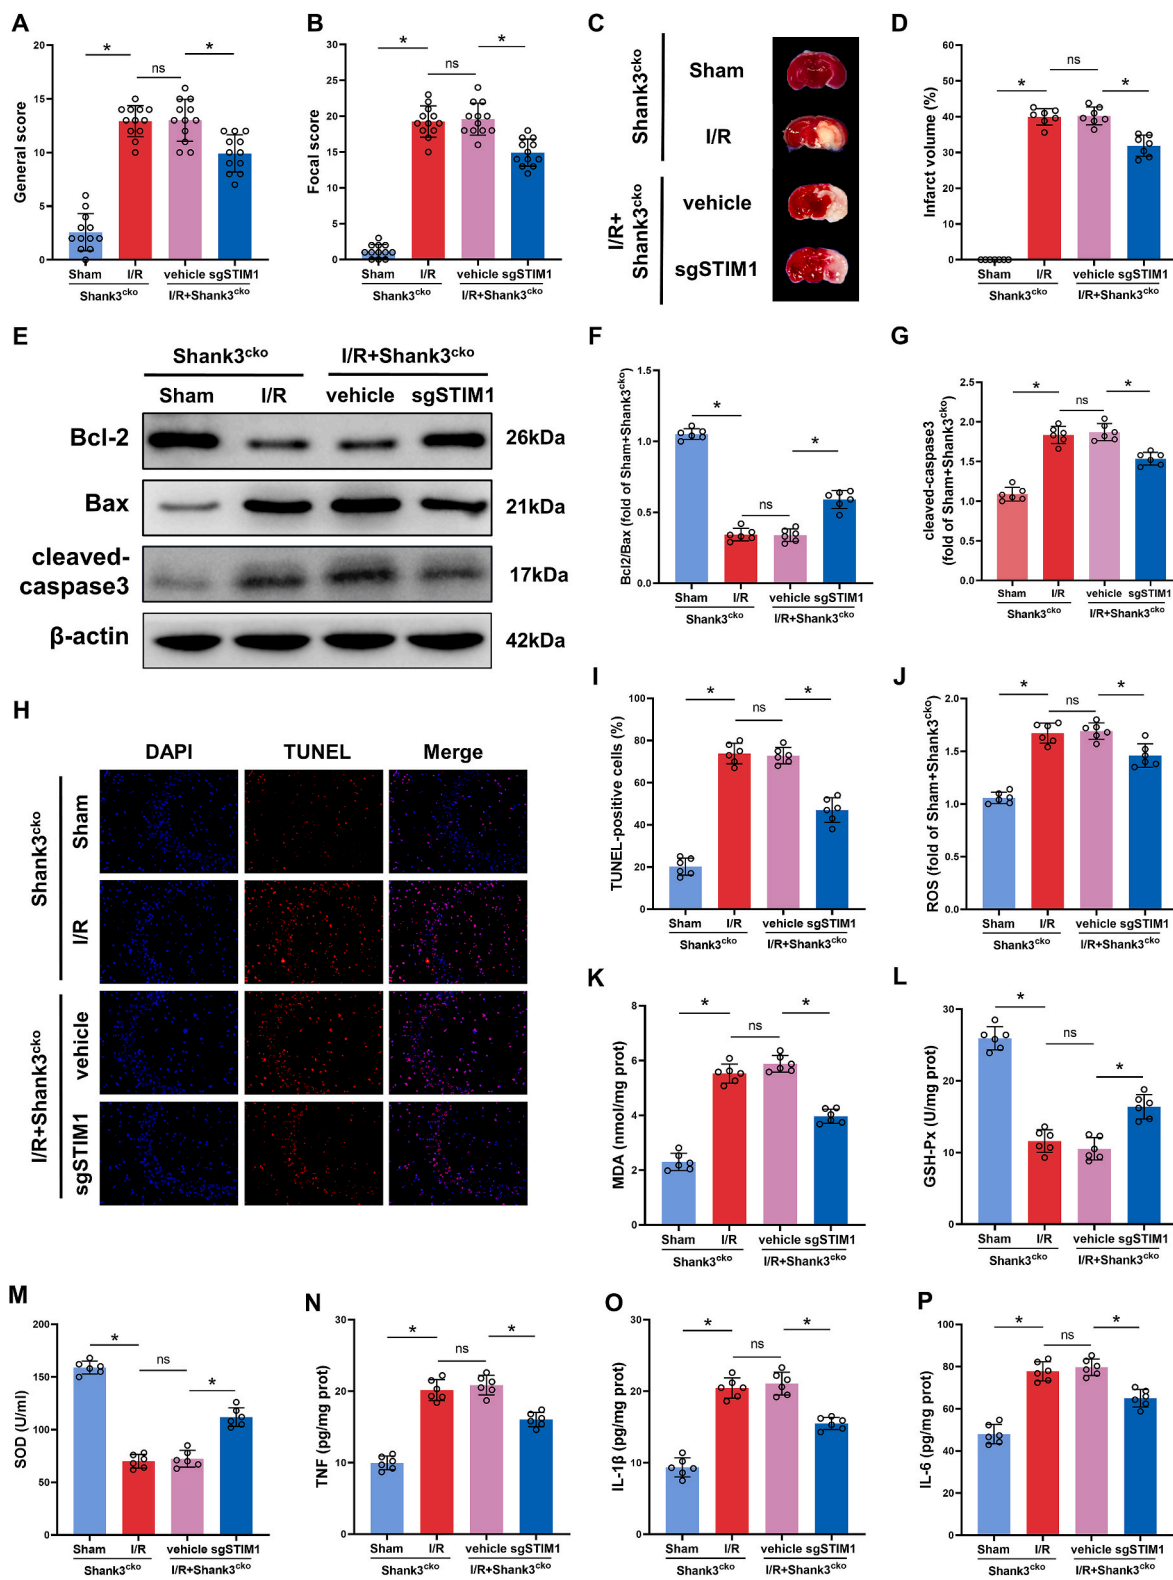 A
General score
20
15
10
5
0
*
ns
*
Sham I/R vehicle sgSTIM1
Shank3cko I/R+Shank3cko
B
Focal score
30
25
20
15
10
5
0
*
ns
*
Sham I/R vehicle sgSTIM1
Shank3cko I/R+Shank3cko
C
Shank3cko
Sham
I/R
I/R+
Shank3cko
vehicle
sgSTIM1
D
Infarct volume (%)
60
50
40
30
20
10
0
*
ns
*
Sham I/R vehicle sgSTIM1
Shank3cko I/R+Shank3cko
E
Shank3cko I/R+Shank3cko
Sham I/R vehicle sgSTIM1
Bcl-2 26kDa
Bax 21kDa
cleaved-
caspase3 17kDa
β-actin 42kDa
F
Bcl2/Bax (fold of Sham+Shank3cko)
1.5
1.0
0.5
0.0
*
ns
*
Sham I/R vehicle sgSTIM1
Shank3cko I/R+Shank3cko
G
cleaved-caspase3
(fold of Sham+Shank3cko)
2.5
2.0
1.5
1.0
0.5
0.0
*
ns
*
Sham I/R vehicle sgSTIM1
Shank3cko I/R+Shank3cko
H
DAPI TUNEL Merge
Shank3cko
Sham
I/R
I/R+Shank3cko
vehicle
sgSTIM1
I
TUNEL-positive cells (%)
100
80
60
40
20
0
*
ns
*
Sham I/R vehicle sgSTIM1
Shank3cko I/R+Shank3cko
J
ROS (fold of Sham+Shank3cko)
2.0
1.5
1.0
0.5
0.0
*
ns
*
Sham I/R vehicle sgSTIM1
Shank3cko I/R+Shank3cko
K
MDA (nmol/mg prot)
8
6
4
2
0
*
ns
*
Sham I/R vehicle sgSTIM1
Shank3cko I/R+Shank3cko
L
GSH-Px (U/mg prot)
30
20
10
0
*
ns
*
Sham I/R vehicle sgSTIM1
Shank3cko I/R+Shank3cko
M
SOD (U/ml)
200
150
100
50
0
*
ns
*
Sham I/R vehicle sgSTIM1
Shank3cko I/R+Shank3cko
N
TNF (pg/mg prot)
30
20
10
0
*
ns
*
Sham I/R vehicle sgSTIM1
Shank3cko I/R+Shank3cko
O
IL-1β (pg/mg prot)
30
20
10
0
*
ns
*
Sham I/R vehicle sgSTIM1
Shank3cko I/R+Shank3cko
P
IL-6 (pg/mg prot)
100
80
60
40
20
0
*
ns
*
Sham I/R vehicle sgSTIM1
Shank3cko I/R+Shank3cko